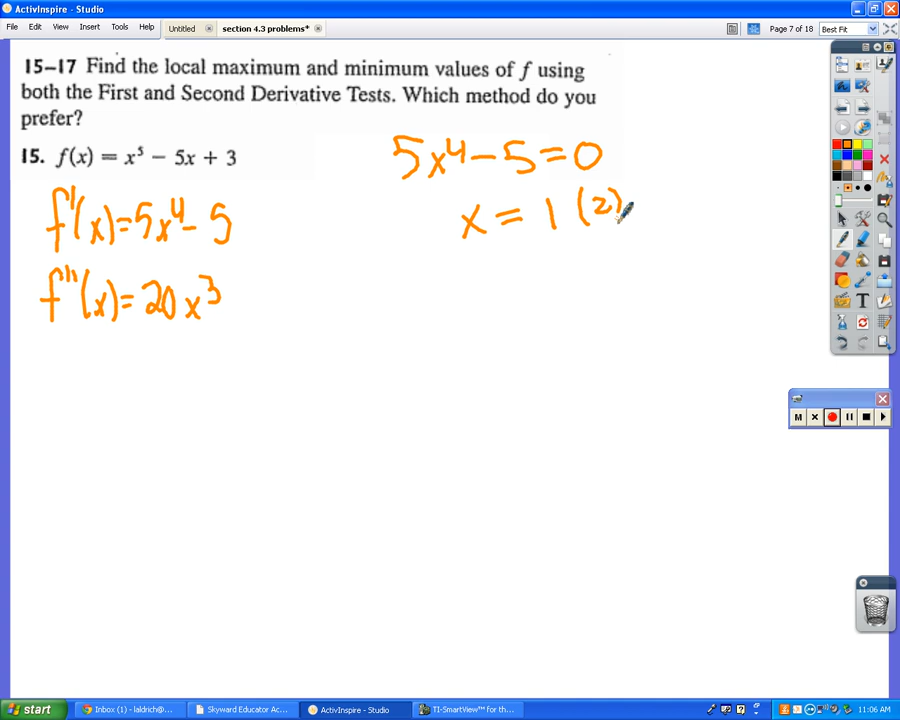 ActivInspire - Studio
File Edit View Insert Tools Help
Untitled
section 4.3 problems*
Page 7 of 18
Best Fit
15–17 Find the local maximum and minimum values of f using
both the First and Second Derivative Tests. Which method do you
prefer?
15. f(x) = x⁵ − 5x + 3
5x⁴ − 5 = 0
f'(x) = 5x⁴ − 5
x = 1 (2)
f''(x) = 20x³
M
start
Inbox (1) - laldrich@...
Skyward Educator Ac...
ActivInspire - Studio
TI-SmartView™ for th...
11:06 AM